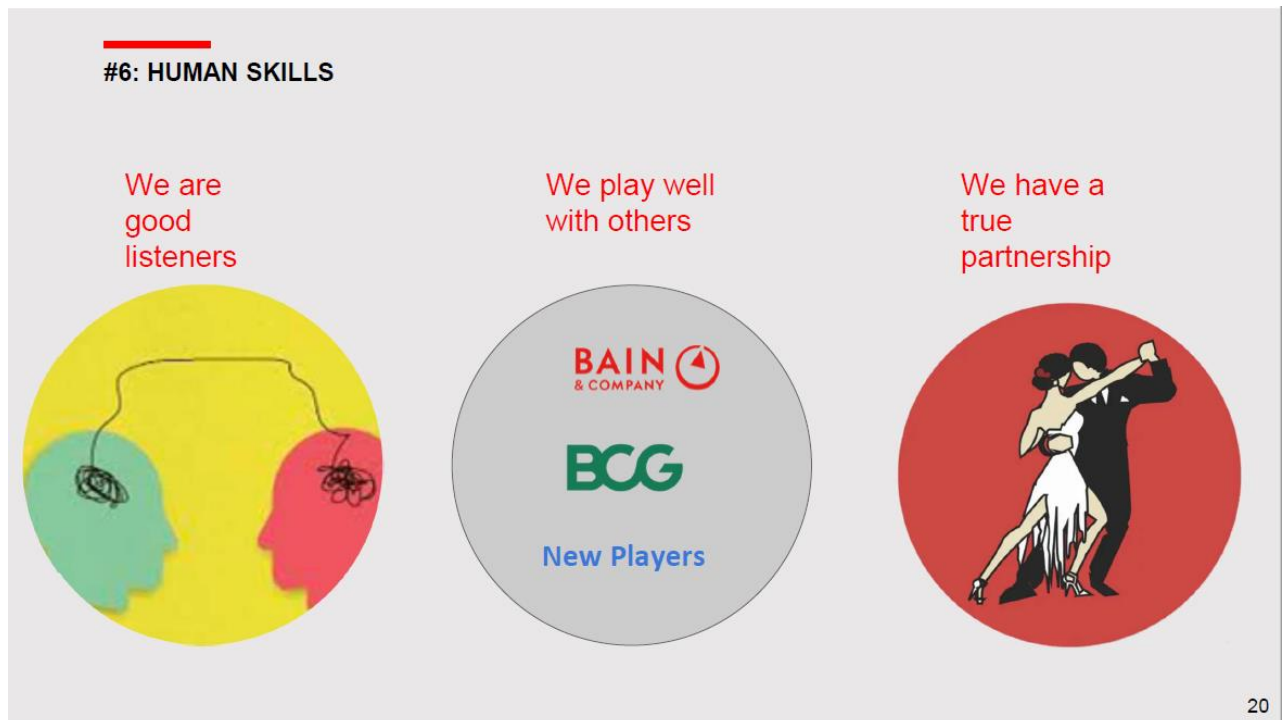 #6: HUMAN SKILLS
We are
good
listeners
We play well
with others
We have a
true
partnership
BAIN
& COMPANY
BCG
New Players
20